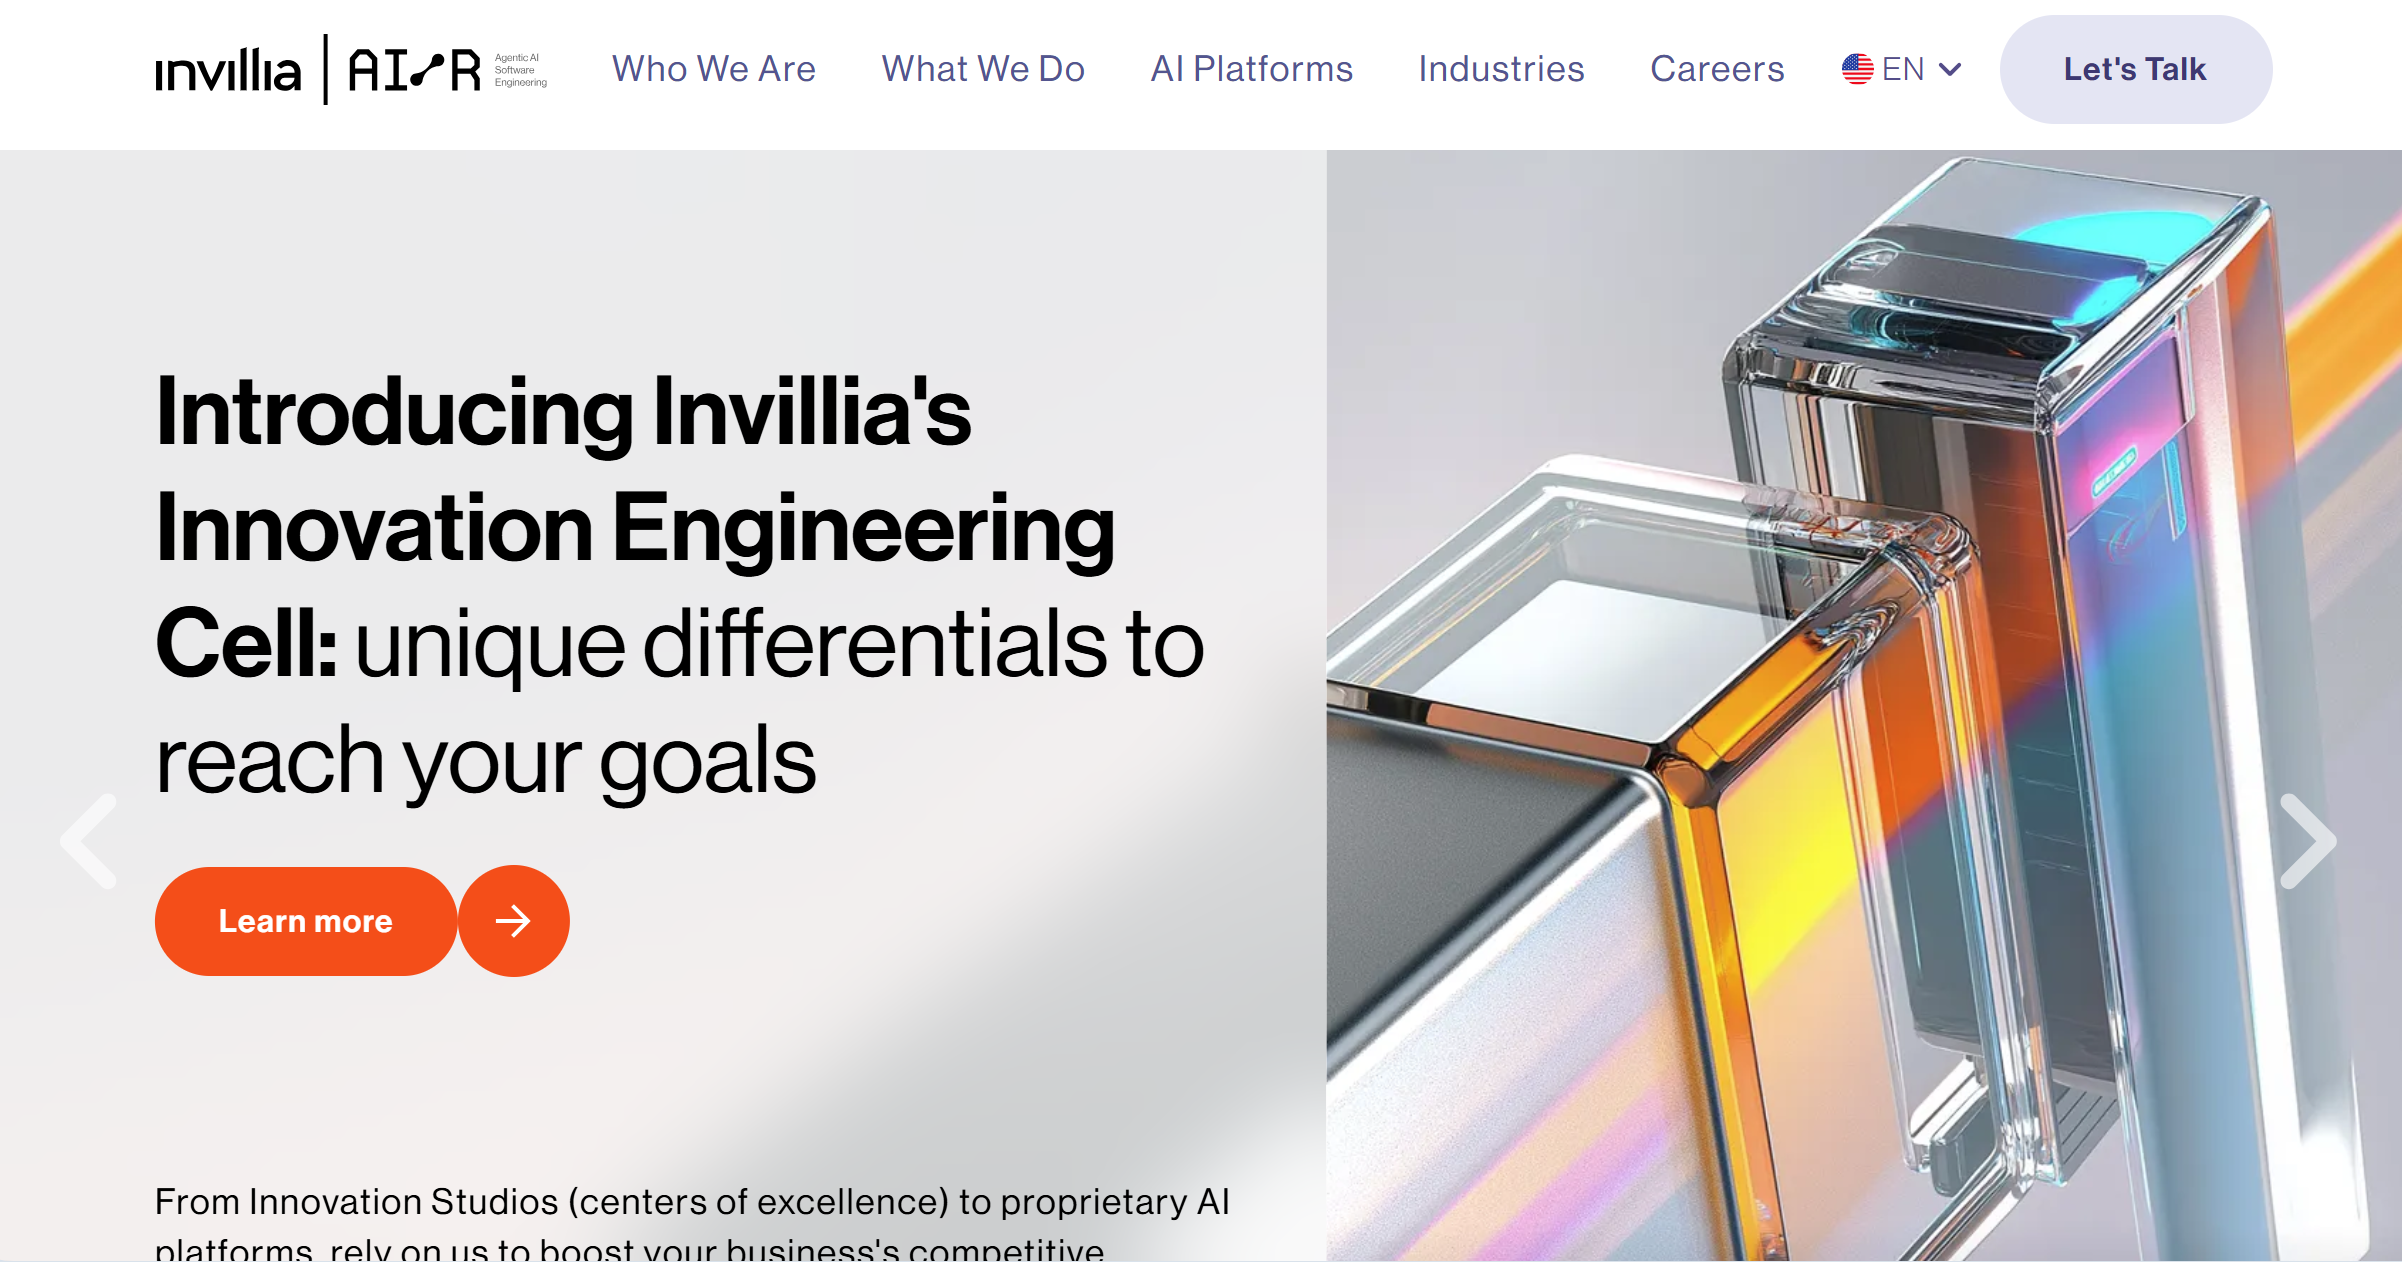 invillia | AI R Agentic AI
Software
Engineering
Who We Are
What We Do
AI Platforms
Industries
Careers
EN
Let's Talk
Introducing Invillia's
Innovation Engineering
Cell: unique differentials to
reach your goals
Learn more
From Innovation Studios (centers of excellence) to proprietary AI
platforms, rely on us to boost your business's competitive